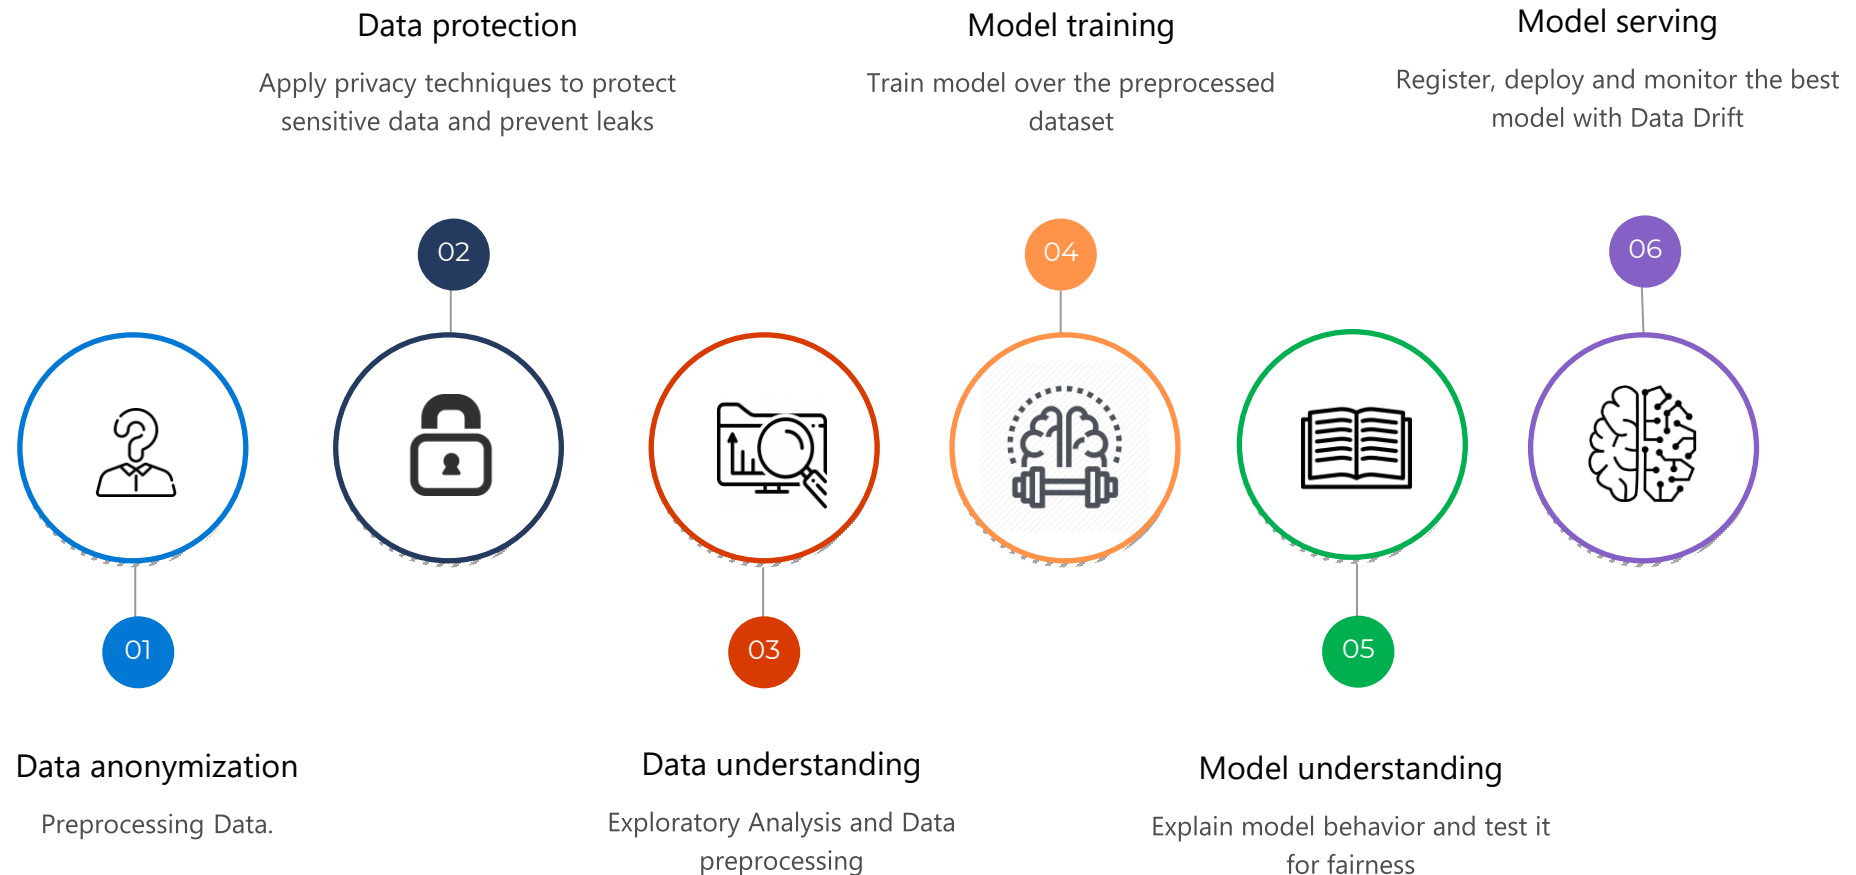 Data protection
Apply privacy techniques to protect
sensitive data and prevent leaks
Model training
Train model over the preprocessed
dataset
Model serving
Register, deploy and monitor the best
model with Data Drift
02
04
06
01
03
05
Data anonymization
Preprocessing Data.
Data understanding
Exploratory Analysis and Data
preprocessing
Model understanding
Explain model behavior and test it
for fairness